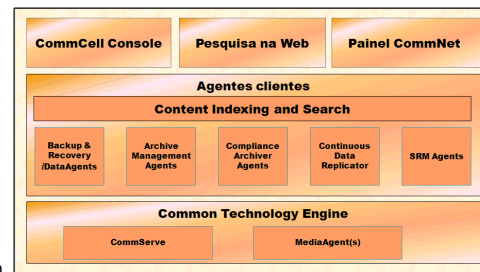 CommCell Console
Pesquisa na Web
Painel CommNet
Agentes clientes
Content Indexing and Search
Backup &
Recovery
iDataAgents
Archive
Management
Agents
Compliance
Archiver
Agents
Continuous
Data
Replicator
SRM Agents
Common Technology Engine
CommServe
MediaAgent(s)